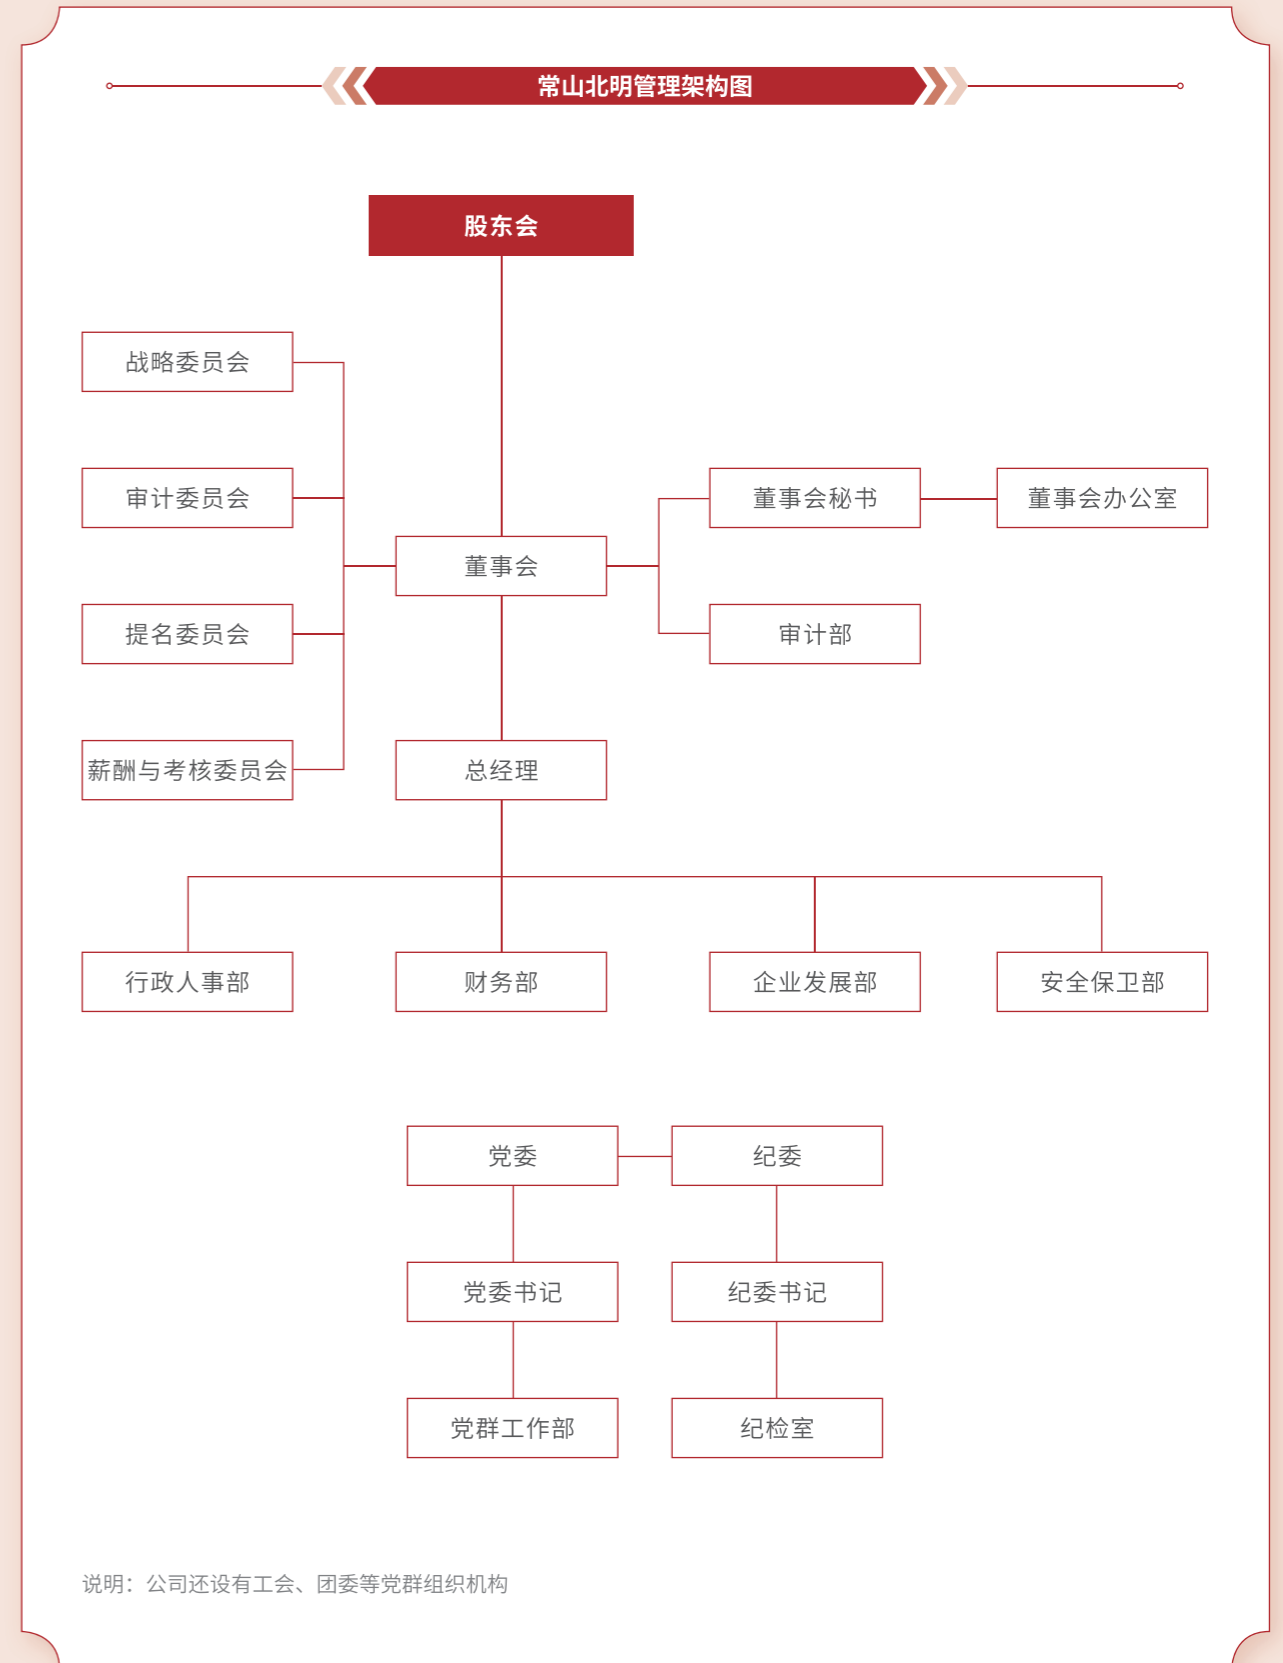 常山北明管理架构图
股东会
战略委员会
审计委员会
董事会秘书
董事会办公室
董事会
提名委员会
审计部
薪酬与考核委员会
总经理
行政人事部
财务部
企业发展部
安全保卫部
党委
纪委
党委书记
纪委书记
党群工作部
纪检室
说明：公司还设有工会、团委等党群组织机构